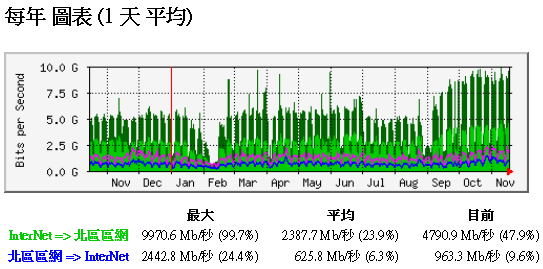 每年 圖表 (1 天 平均)
Bits per Second
10.0 G
7.5 G
5.0 G
2.5 G
0.0 G
Nov Dec Jan Feb Mar Apr May Jun Jul Aug Sep Oct Nov
最大 平均 目前
InterNet => 北區區網 9970.6 Mb/秒 (99.7%) 2387.7 Mb/秒 (23.9%) 4790.9 Mb/秒 (47.9%)
北區區網 => InterNet 2442.8 Mb/秒 (24.4%) 625.8 Mb/秒 (6.3%) 963.3 Mb/秒 (9.6%)